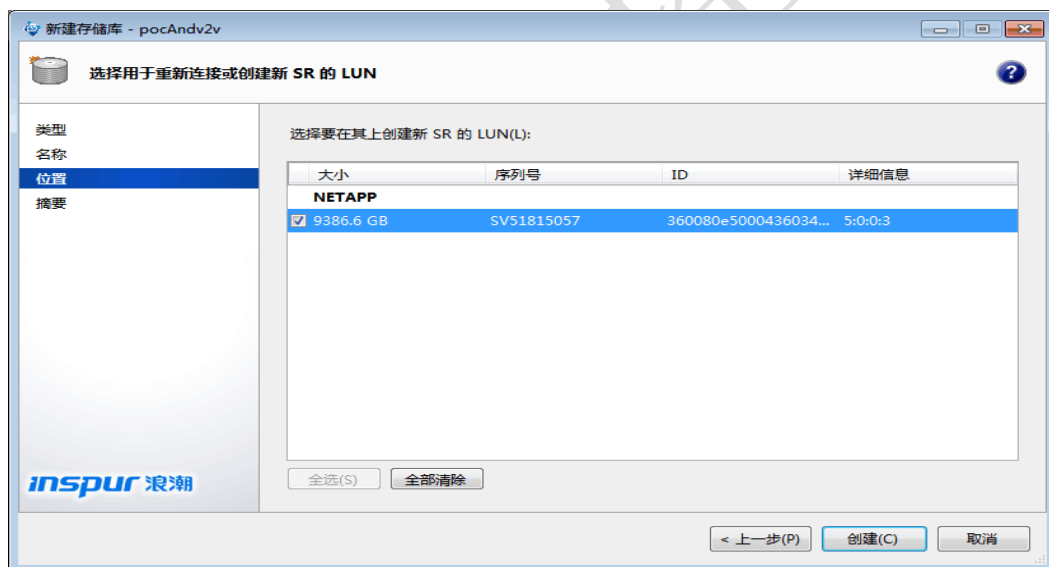 新建存储库 - pocAndv2v
选择用于重新连接或创建新 SR 的 LUN
类型
名称
位置
摘要
选择要在其上创建新 SR 的 LUN(L):
大小 序列号 ID 详细信息
NETAPP
9386.6 GB SV51815057 360080e5000436034... 5:0:0:3
全选(S) 全部清除
inspur 浪潮
< 上一步(P) 创建(C) 取消